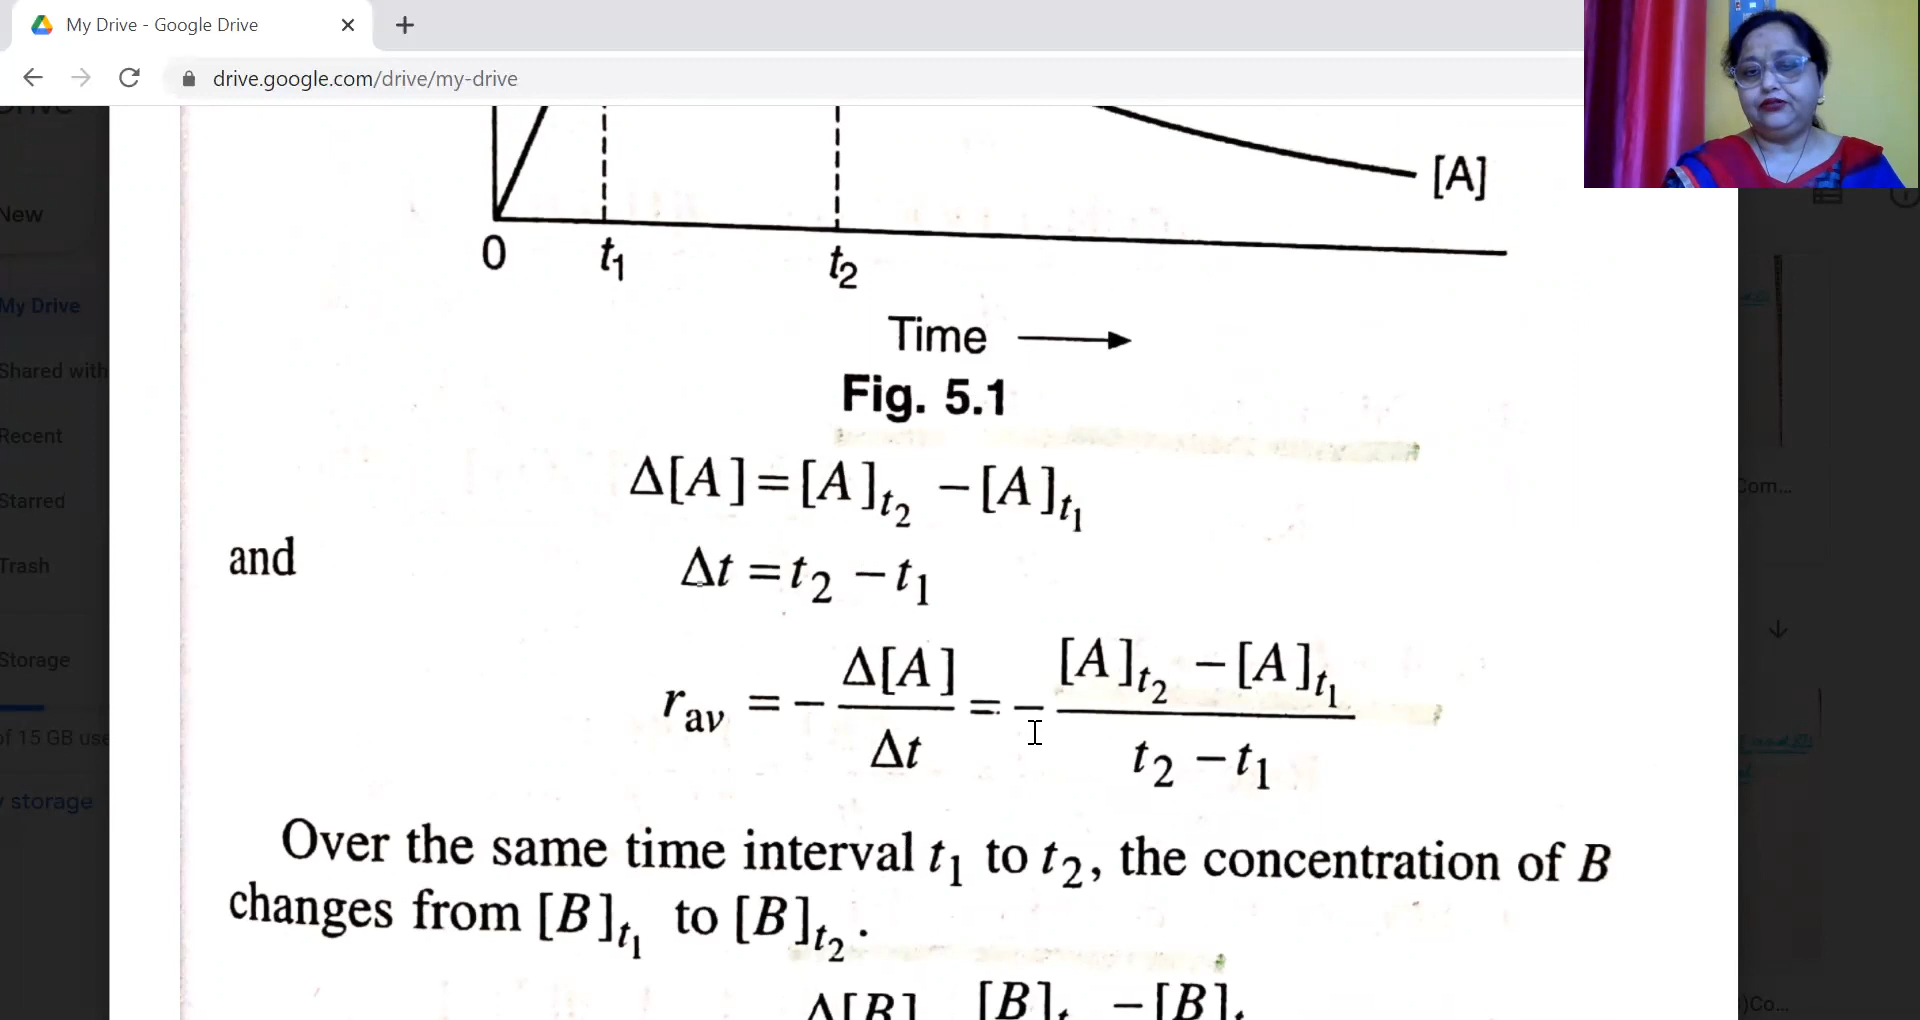 My Drive - Google Drive
drive.google.com/drive/my-drive
New
My Drive
Shared with
Recent
Starred
Trash
Storage
of 15 GB use
storage
[A]
0 t₁ t₂
Time →
Fig. 5.1
Δ[A] = [A]ₜ₂ − [A]ₜ₁
and
Δt = t₂ − t₁
r_av = − Δ[A]/Δt = − ([A]ₜ₂ − [A]ₜ₁)/(t₂ − t₁)
Over the same time interval t₁ to t₂, the concentration of B
changes from [B]ₜ₁ to [B]ₜ₂.
Δ[B] [B]ₜ − [B]ₜ
Com...
)Co...